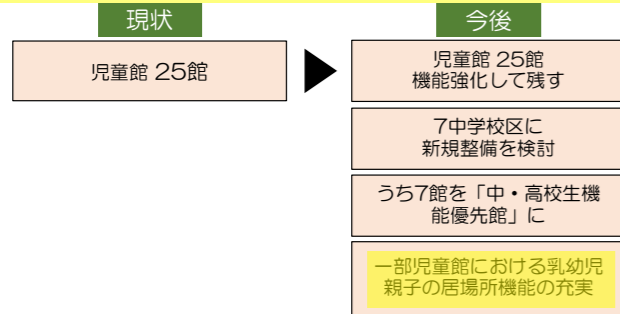 現状
児童館 25館
今後
児童館 25館
機能強化して残す
7中学校区に
新規整備を検討
うち7館を「中・高校生機
能優先館」に
一部児童館における乳幼児
親子の居場所機能の充実